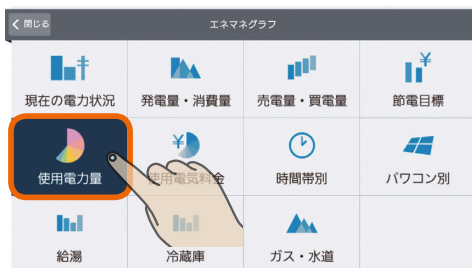 閉じる
エネマネグラフ
現在の電力状況
発電量・消費量
売電量・買電量
節電目標
使用電力量
使用電気料金
時間帯別
パワコン別
給湯
冷蔵庫
ガス・水道